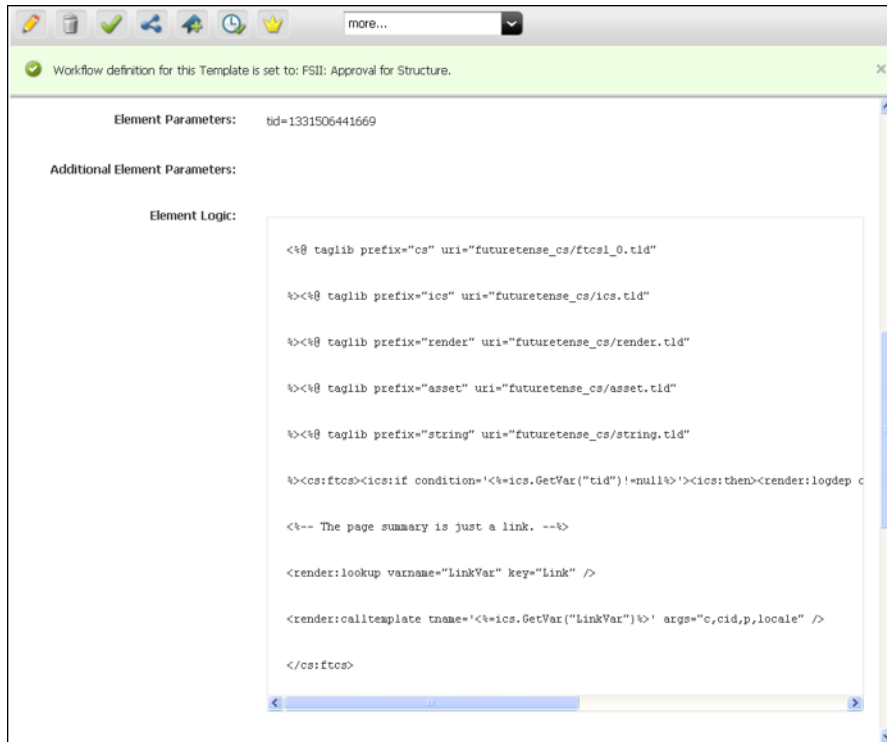 more...
Workflow definition for this Template is set to: FSII: Approval for Structure.
Element Parameters: tid=1331506441669
Additional Element Parameters:
Element Logic:
<%@ taglib prefix="cs" uri="futuretense_cs/ftcs1_0.tld"
%><%@ taglib prefix="ics" uri="futuretense_cs/ics.tld"
%><%@ taglib prefix="render" uri="futuretense_cs/render.tld"
%><%@ taglib prefix="asset" uri="futuretense_cs/asset.tld"
%><%@ taglib prefix="string" uri="futuretense_cs/string.tld"
%><cs:ftcs><ics:if condition='<%=ics.GetVar("tid")!=null%>'><ics:then><render:logdep c
<%-- The page summary is just a link. --%>
<render:lookup varname="LinkVar" key="Link" />
<render:calltemplate tname='<%=ics.GetVar("LinkVar")%>' args="c,cid,p,locale" />
</cs:ftcs>